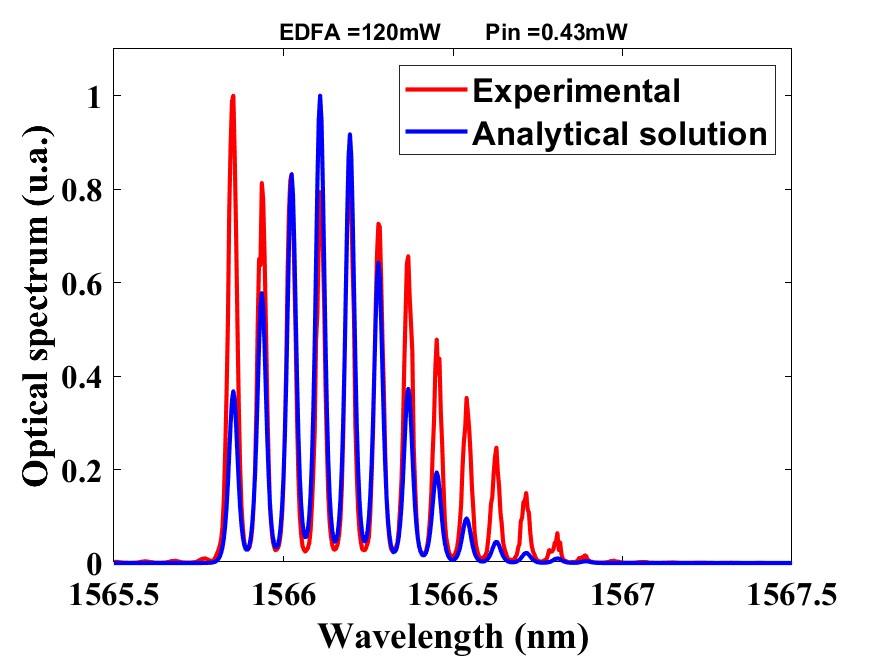 EDFA =120mW Pin =0.43mW
Experimental
Analytical solution
Optical spectrum (u.a.)
1
0.8
0.6
0.4
0.2
0
1565.5 1566 1566.5 1567 1567.5
Wavelength (nm)